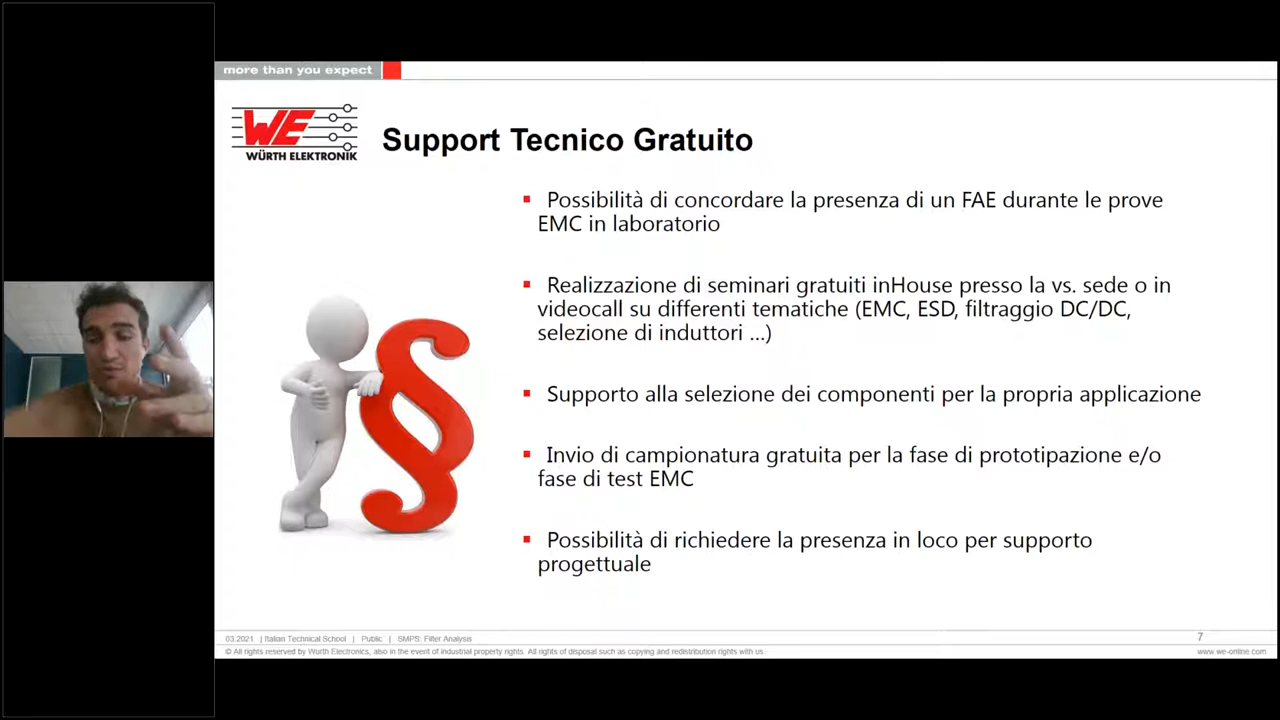 more than you expect
WE
WÜRTH ELEKTRONIK
Support Tecnico Gratuito
Possibilità di concordare la presenza di un FAE durante le prove
EMC in laboratorio
Realizzazione di seminari gratuiti inHouse presso la vs. sede o in
videocall su differenti tematiche (EMC, ESD, filtraggio DC/DC,
selezione di induttori ...)
Supporto alla selezione dei componenti per la propria applicazione
Invio di campionatura gratuita per la fase di prototipazione e/o
fase di test EMC
Possibilità di richiedere la presenza in loco per supporto
progettuale
03.2021 | Italian Technical School | Public | SMPS: Filter Analysis
7
© All rights reserved by Wurth Electronics, also in the event of industrial property rights. All rights of disposal such as copying and redistribution rights with us.
www.we-online.com